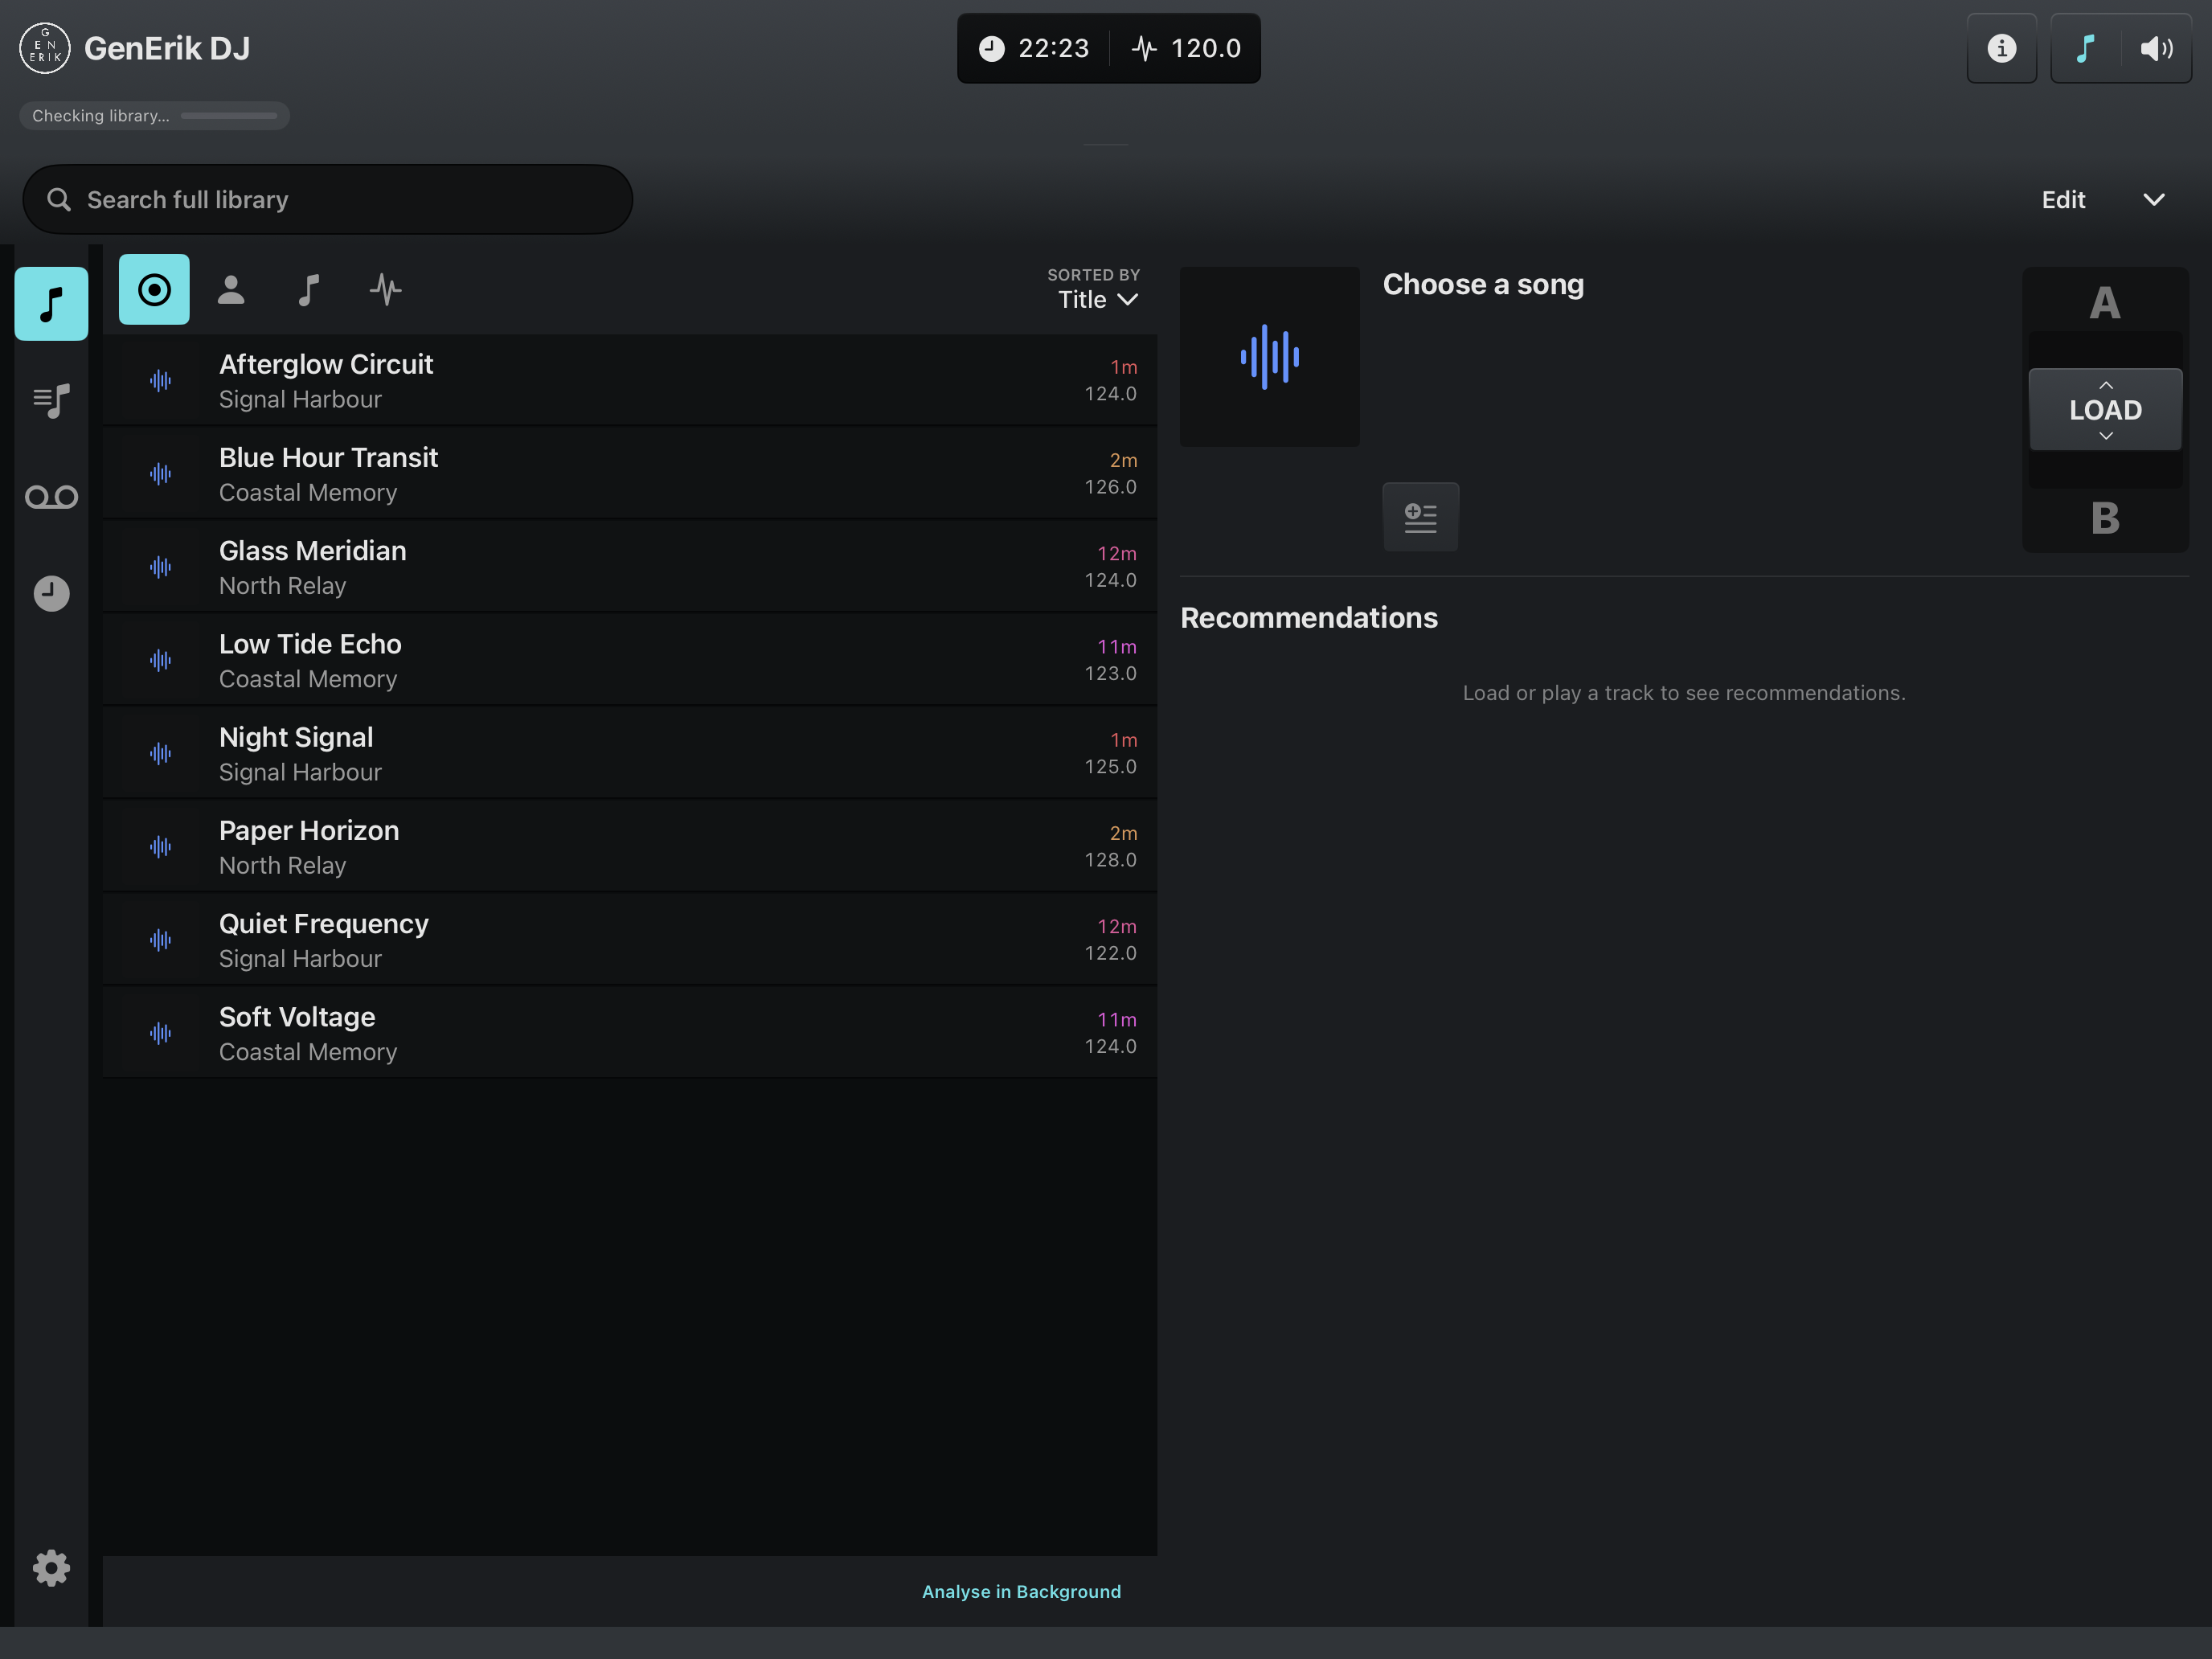 G
E N
ERIK
GenErik DJ
22:23
120.0
Checking library...
Search full library
Edit
SORTED BY
Title
Afterglow Circuit
Signal Harbour
1m
124.0
Blue Hour Transit
Coastal Memory
2m
126.0
Glass Meridian
North Relay
12m
124.0
Low Tide Echo
Coastal Memory
11m
123.0
Night Signal
Signal Harbour
1m
125.0
Paper Horizon
North Relay
2m
128.0
Quiet Frequency
Signal Harbour
12m
122.0
Soft Voltage
Coastal Memory
11m
124.0
Analyse in Background
Choose a song
A
LOAD
B
Recommendations
Load or play a track to see recommendations.